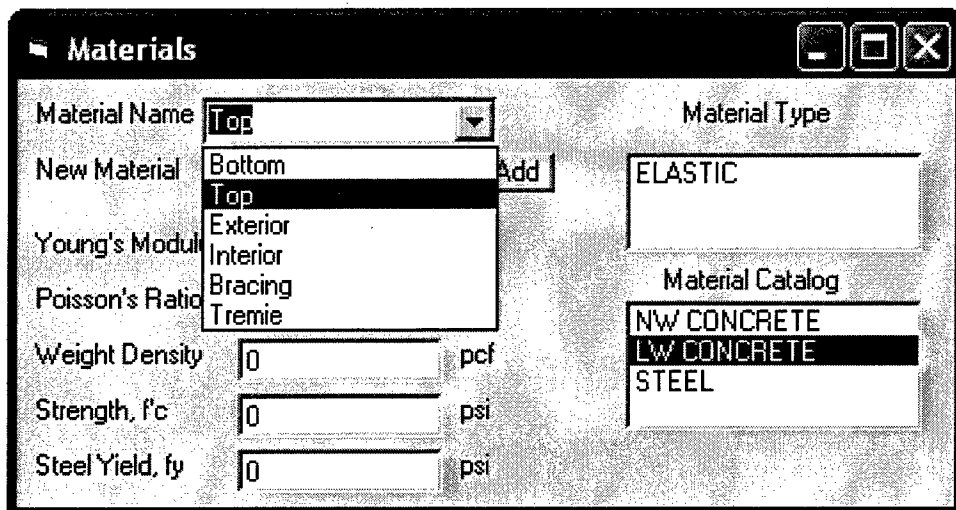 Materials
Material Name Top
Material Type
New Material
Bottom
Add
ELASTIC
Top
Exterior
Young's Modul
Interior
Bracing
Material Catalog
Poisson's Ratio
Tremie
NW CONCRETE
Weight Density 0 pcf
LW CONCRETE
STEEL
Strength, f'c 0 psi
Steel Yield, fy 0 psi